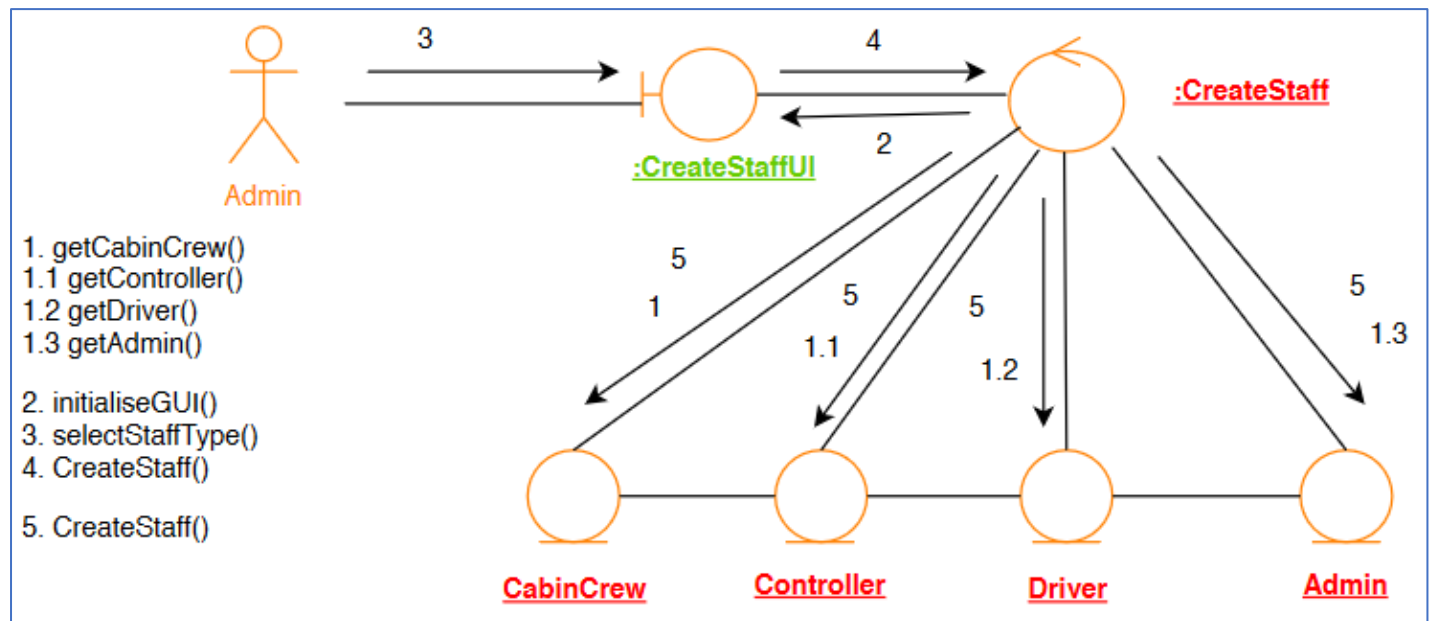 3
4
:CreateStaff
2
:CreateStaffUI
Admin
1. getCabinCrew()
1.1 getController()
1.2 getDriver()
1.3 getAdmin()
2. initialiseGUI()
3. selectStaffType()
4. CreateStaff()
5. CreateStaff()
5
1
5
1.1
5
1.2
5
1.3
CabinCrew
Controller
Driver
Admin